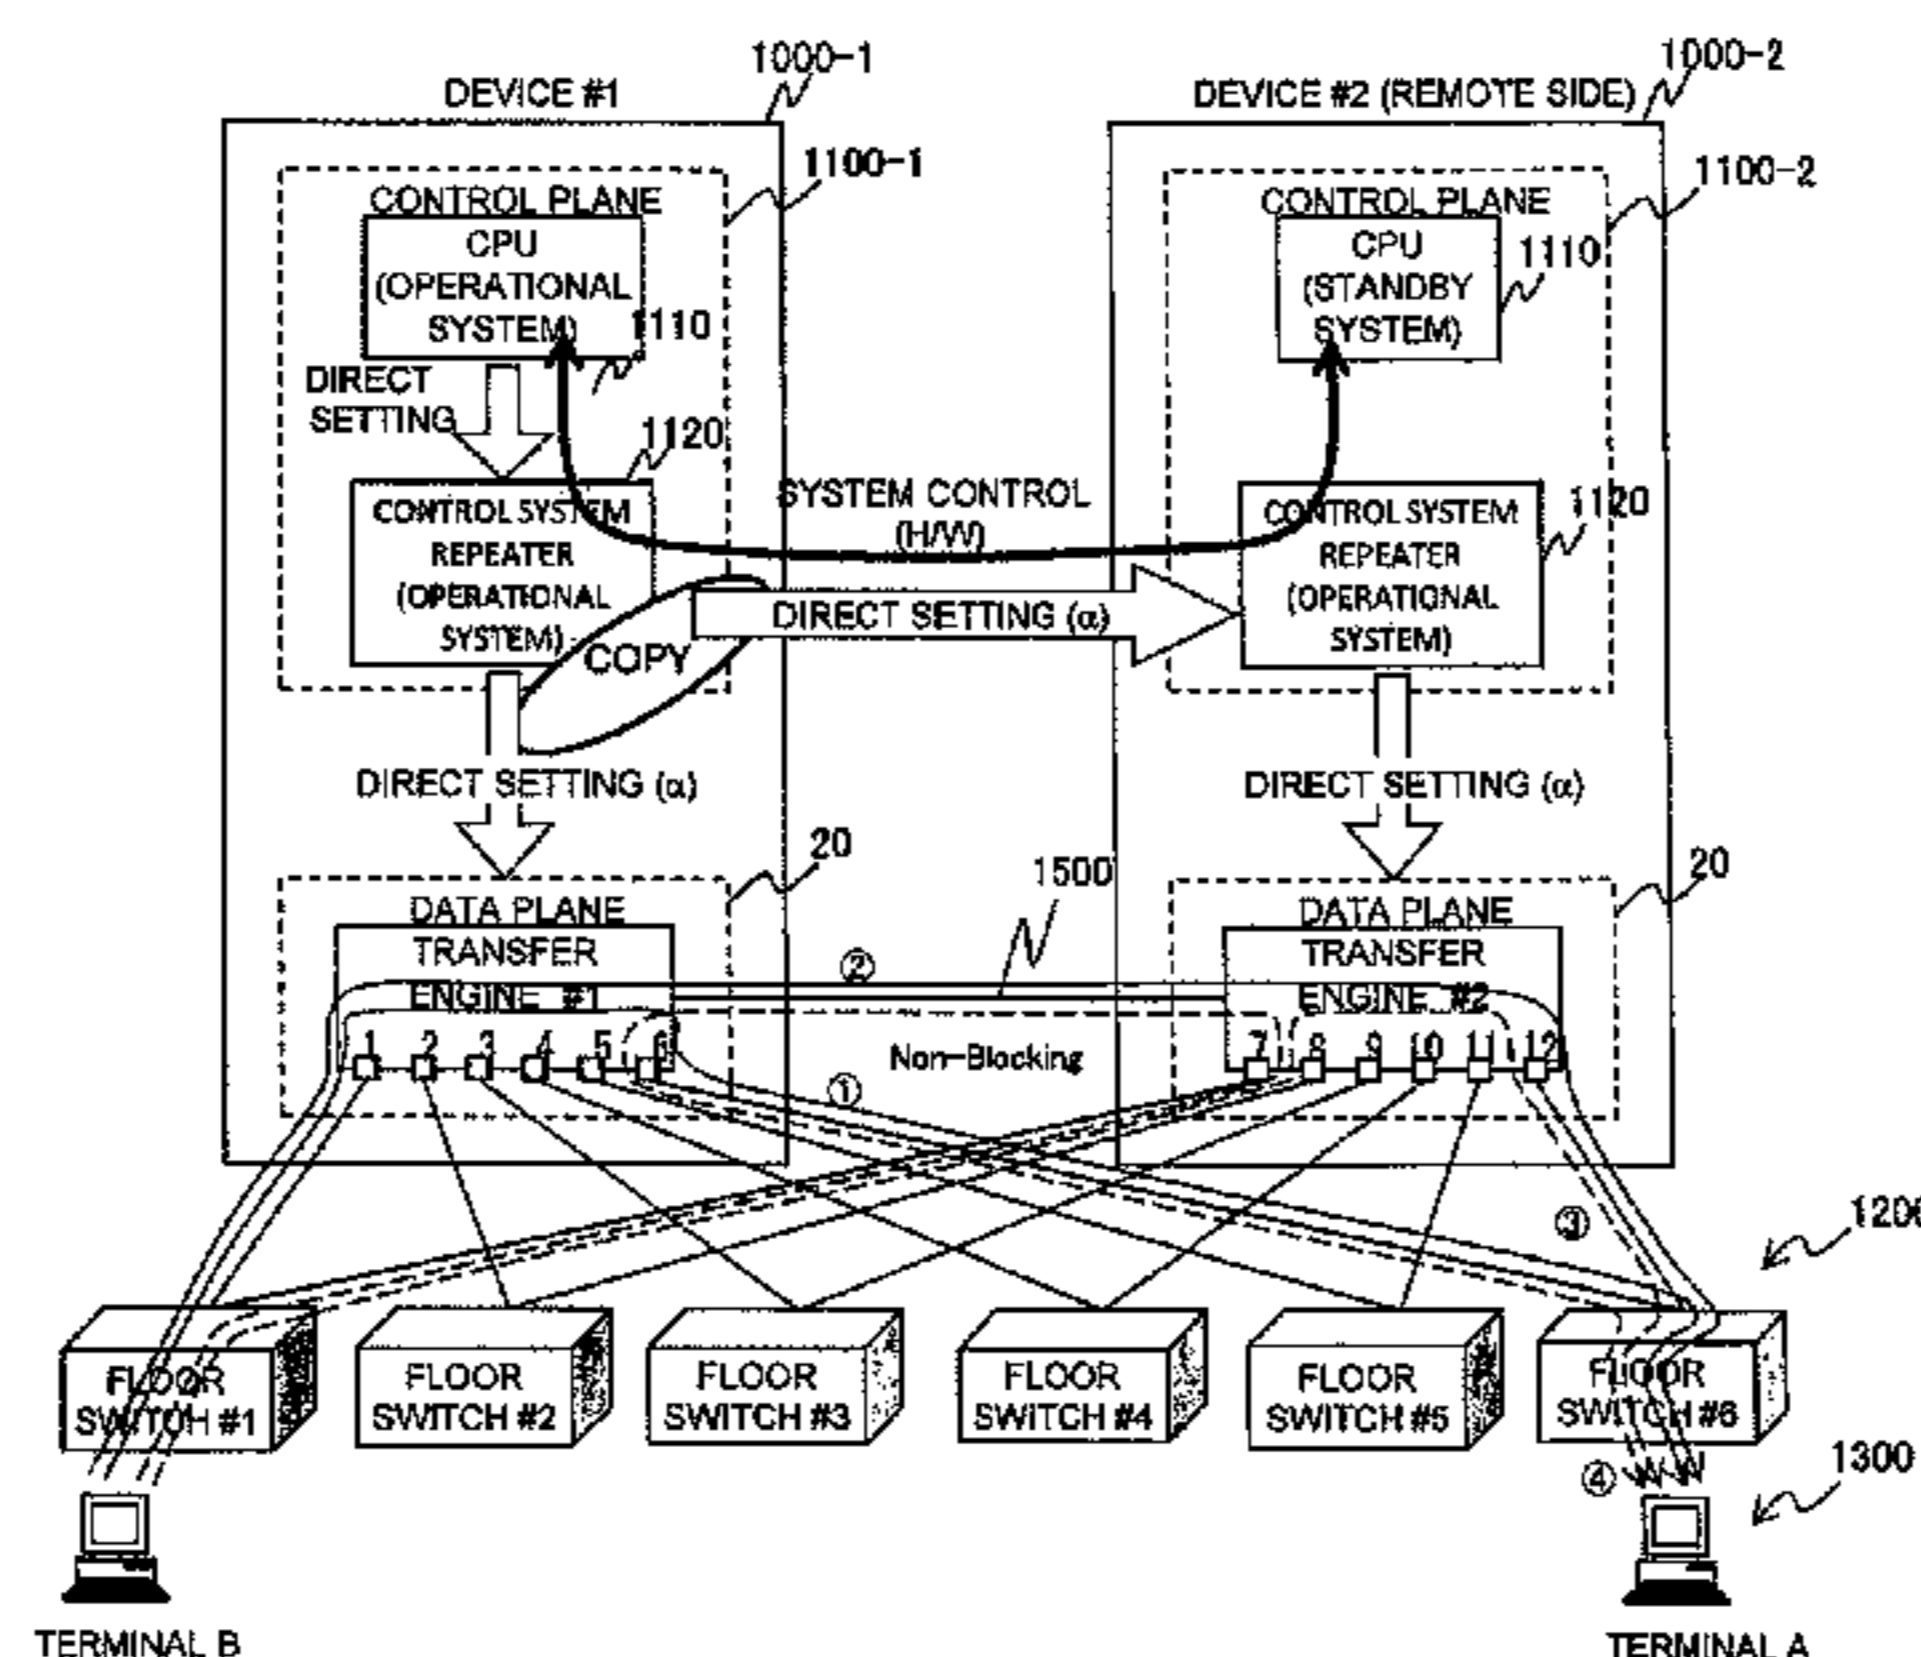 1000-1
1000-2
DEVICE #1
DEVICE #2 (REMOTE SIDE)
1100-1
1100-2
CONTROL PLANE
CPU
(OPERATIONAL
SYSTEM)
1110
CONTROL PLANE
CPU
(STANDBY
SYSTEM)
1110
DIRECT
SETTING
1120
CONTROL SYSTEM
REPEATER
(OPERATIONAL
SYSTEM)
SYSTEM CONTROL
(H/W)
1120
CONTROL SYSTEM
REPEATER
(OPERATIONAL
SYSTEM)
COPY
DIRECT SETTING (α)
DIRECT SETTING (α)
DIRECT SETTING (α)
20
1500
20
DATA PLANE
TRANSFER
ENGINE #1
1 2 3 4 5 6
②
DATA PLANE
TRANSFER
ENGINE #2
7 8 9 10 11 12
Non-Blocking
①
③
FLOOR
SWITCH #1
FLOOR
SWITCH #2
FLOOR
SWITCH #3
FLOOR
SWITCH #4
FLOOR
SWITCH #5
FLOOR
SWITCH #6
1200
④
1300
TERMINAL B
TERMINAL A